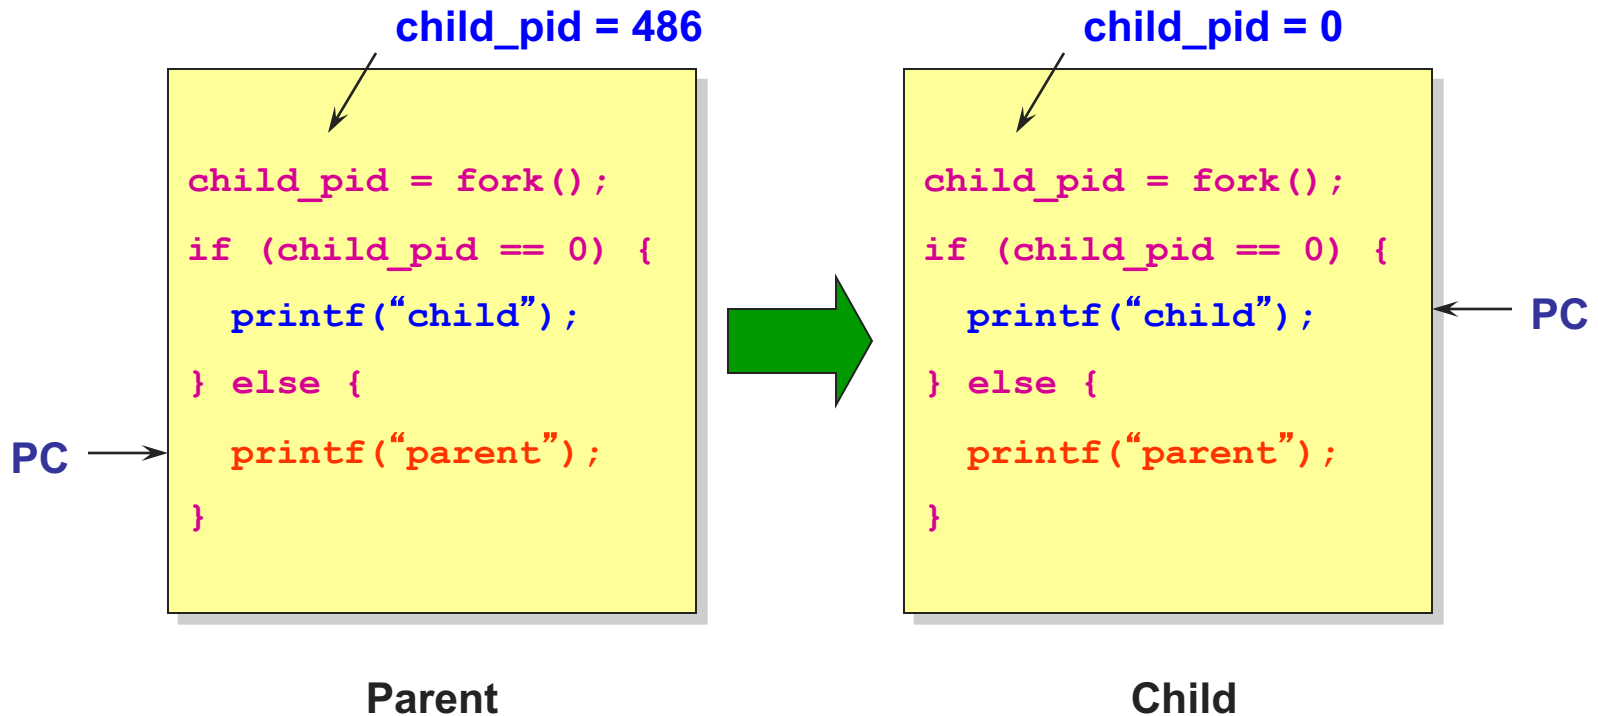 child_pid = 486
child_pid = fork();
if (child_pid == 0) {
printf(“child”);
} else {
PC
printf(“parent”);
}
Parent
child_pid = 0
child_pid = fork();
if (child_pid == 0) {
printf(“child”);
PC
} else {
printf(“parent”);
}
Child